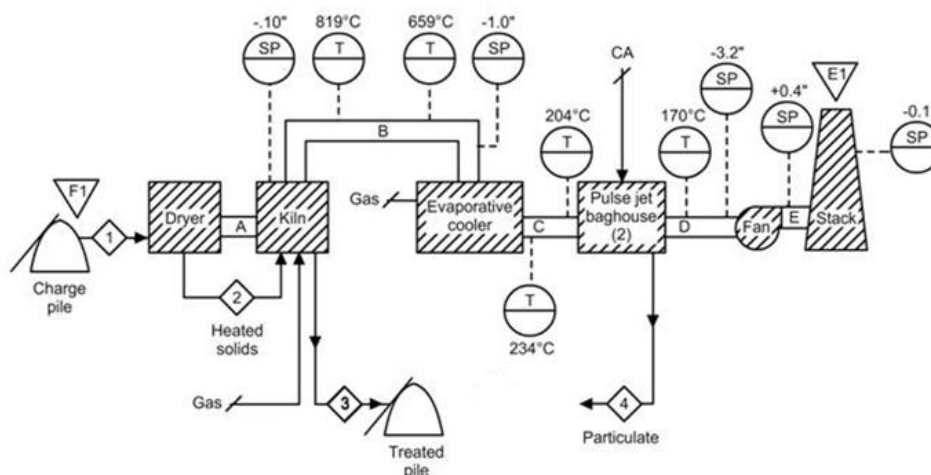 -.10"
819°C
659°C
-1.0"
SP
T
T
SP
CA
-3.2"
SP
E1
+0.4"
SP
-0.1"
SP
204°C
T
170°C
T
B
F1
Gas
Dryer
A
Kiln
Evaporative
cooler
C
Pulse jet
baghouse
(2)
D
Fan
E
Stack
1
Charge
pile
2
Heated
solids
T
234°C
Gas
3
Treated
pile
4
Particulate